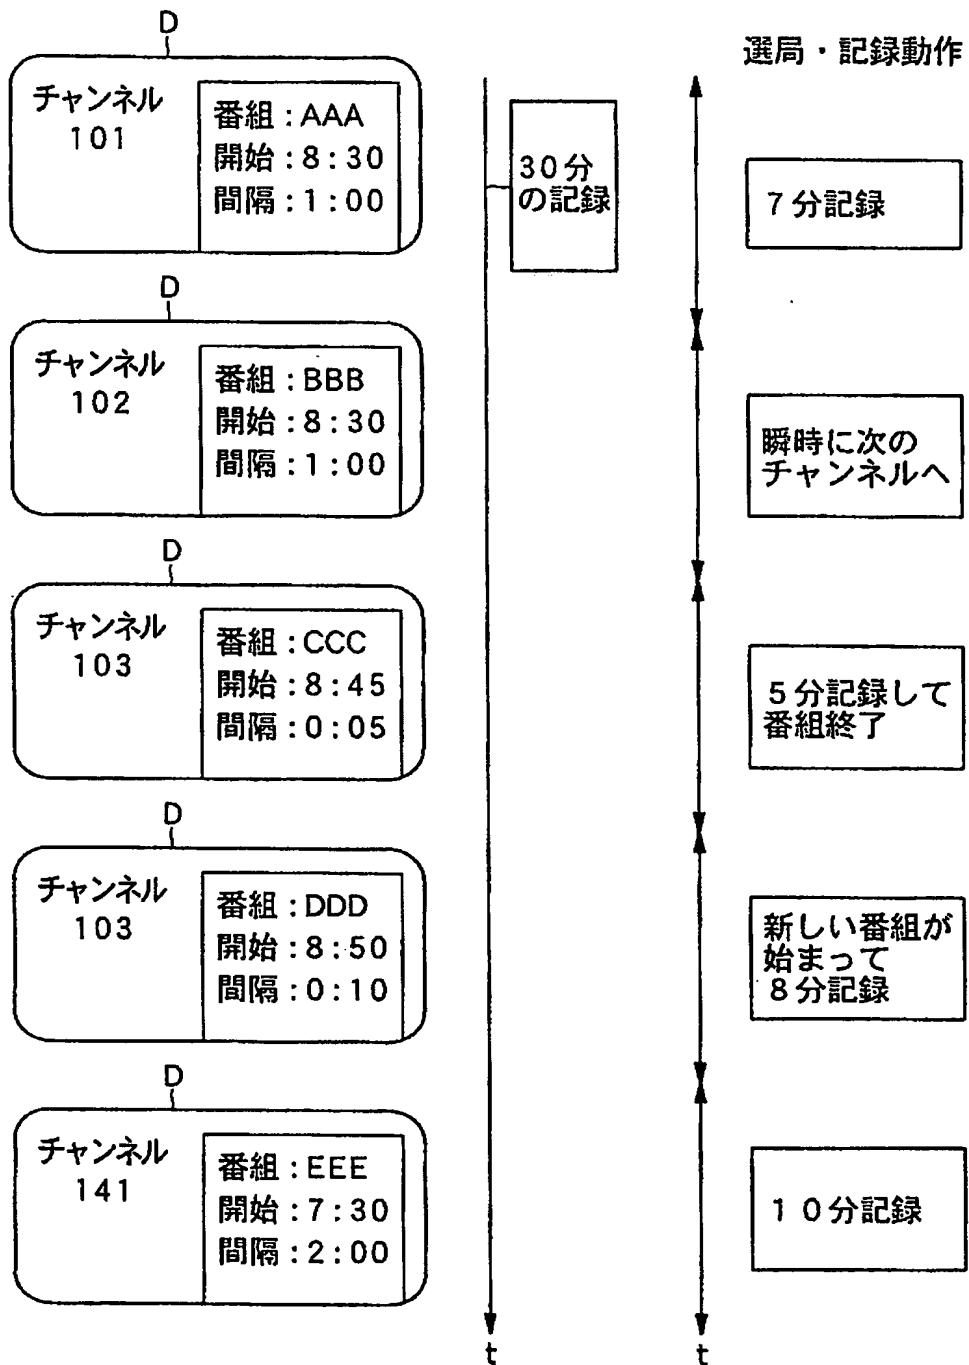 選局・記録動作
D
チャンネル
101
番組:AAA
開始:8:30
間隔:1:00
30分
の記録
7分記録
D
チャンネル
102
番組:BBB
開始:8:30
間隔:1:00
瞬時に次の
チャンネルへ
D
チャンネル
103
番組:CCC
開始:8:45
間隔:0:05
5分記録して
番組終了
D
チャンネル
103
番組:DDD
開始:8:50
間隔:0:10
新しい番組が
始まって
8分記録
D
チャンネル
141
番組:EEE
開始:7:30
間隔:2:00
10分記録
t
t